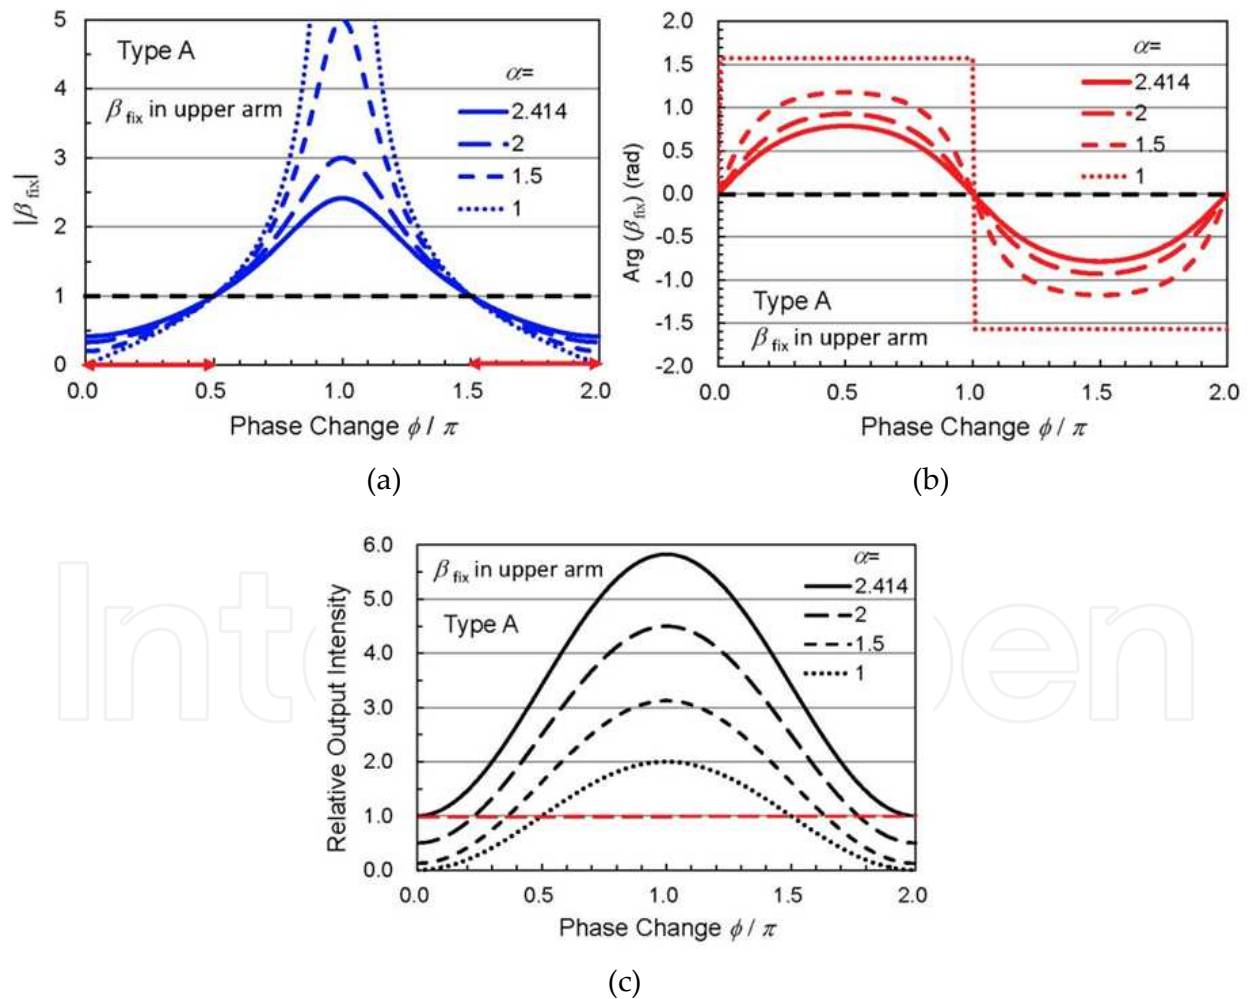 5
4
3
2
1
0
|β fix|
Type A
β fix in upper arm
α=
2.414
2
1.5
1
0.0
0.5
1.0
1.5
2.0
Phase Change ϕ / π
(a)
2.0
1.5
1.0
0.5
0.0
-0.5
-1.0
-1.5
-2.0
Arg (β fix) (rad)
α=
2.414
2
1.5
1
Type A
β fix in upper arm
0.0
0.5
1.0
1.5
2.0
Phase Change ϕ / π
(b)
6.0
5.0
4.0
3.0
2.0
1.0
0.0
Relative Output Intensity
β fix in upper arm
Type A
α=
2.414
2
1.5
1
0.0
0.5
1.0
1.5
2.0
Phase Change ϕ / π
(c)